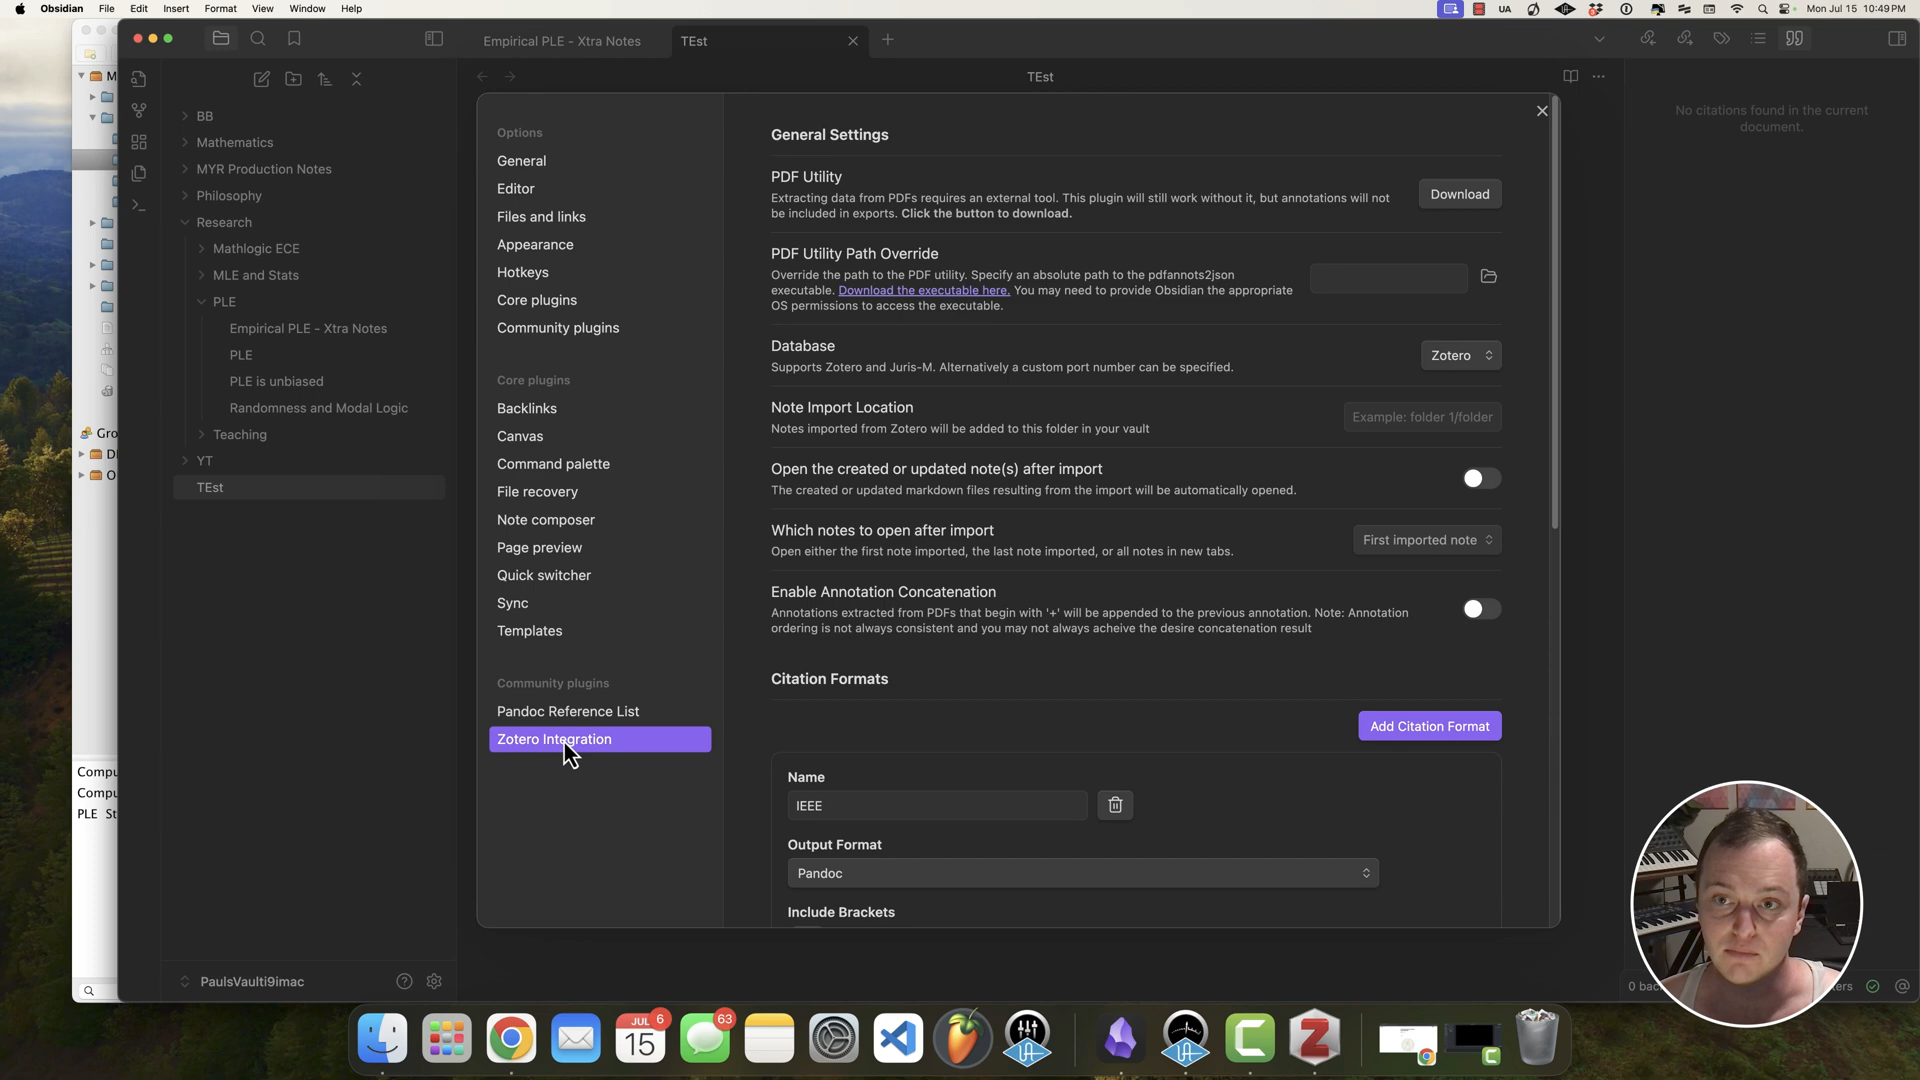 Obsidian File Edit Insert Format View Window Help
UA Mon Jul 15 10:49 PM
Empirical PLE - Xtra Notes
TEst
TEst
M
Gro
D
O
Compu
Compu
PLE St
BB
Mathematics
MYR Production Notes
Philosophy
Research
Mathlogic ECE
MLE and Stats
PLE
Empirical PLE - Xtra Notes
PLE
PLE is unbiased
Randomness and Modal Logic
Teaching
YT
TEst
PaulsVaulti9imac
Options
General
Editor
Files and links
Appearance
Hotkeys
Core plugins
Community plugins
Core plugins
Backlinks
Canvas
Command palette
File recovery
Note composer
Page preview
Quick switcher
Sync
Templates
Community plugins
Pandoc Reference List
Zotero Integration
General Settings
PDF Utility
Extracting data from PDFs requires an external tool. This plugin will still work without it, but annotations will not
be included in exports. Click the button to download.
Download
PDF Utility Path Override
Override the path to the PDF utility. Specify an absolute path to the pdfannots2json
executable. Download the executable here. You may need to provide Obsidian the appropriate
OS permissions to access the executable.
Database
Supports Zotero and Juris-M. Alternatively a custom port number can be specified.
Zotero
Note Import Location
Notes imported from Zotero will be added to this folder in your vault
Example: folder 1/folder
Open the created or updated note(s) after import
The created or updated markdown files resulting from the import will be automatically opened.
Which notes to open after import
Open either the first note imported, the last note imported, or all notes in new tabs.
First imported note
Enable Annotation Concatenation
Annotations extracted from PDFs that begin with '+' will be appended to the previous annotation. Note: Annotation
ordering is not always consistent and you may not always acheive the desire concatenation result
Citation Formats
Add Citation Format
Name
IEEE
Output Format
Pandoc
Include Brackets
No citations found in the current
document.
0 bac
ters
JUL 6
15
63